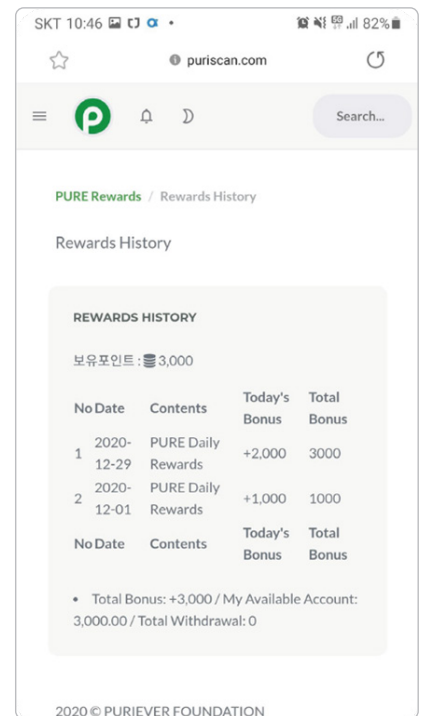 SKT 10:46
82%
puriscan.com
Search...
PURE Rewards / Rewards History
Rewards History
REWARDS HISTORY
보유포인트 : 3,000
No Date Contents Today's Bonus Total Bonus
1 2020-12-29 PURE Daily Rewards +2,000 3000
2 2020-12-01 PURE Daily Rewards +1,000 1000
No Date Contents Today's Bonus Total Bonus
• Total Bonus: +3,000 / My Available Account:
3,000.00 / Total Withdrawal: 0
2020 © PURIEVER FOUNDATION